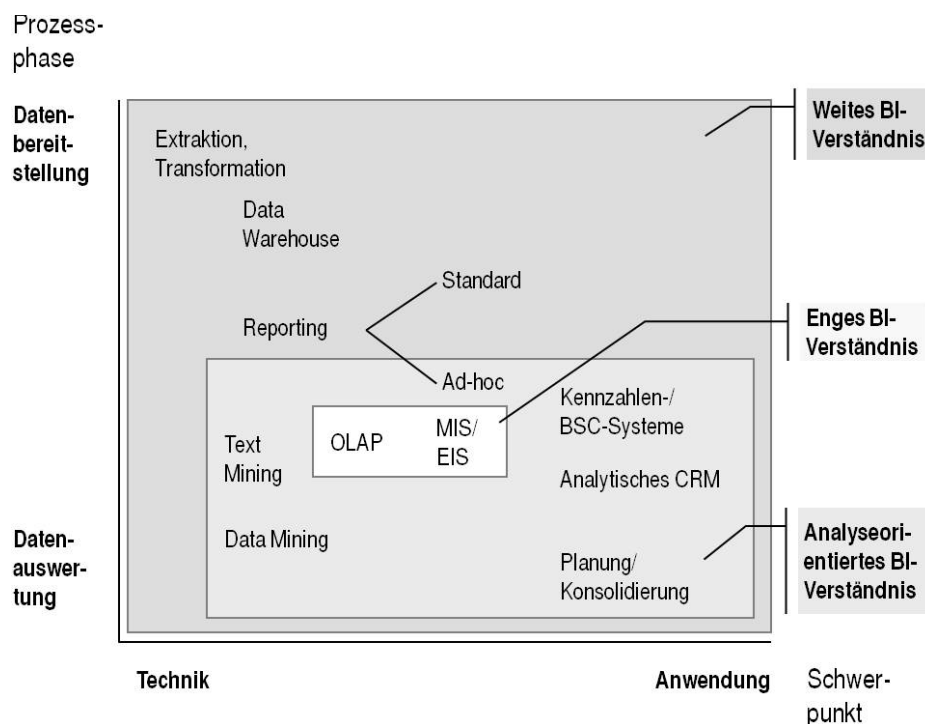 Prozess-
phase
Daten-
bereit-
stellung
Extraktion,
Transformation
Data
Warehouse
Reporting
Standard
Ad-hoc
Weites BI-
Verständnis
Enges BI-
Verständnis
Text
Mining
OLAP
MIS/
EIS
Kennzahlen-/
BSC-Systeme
Analytisches CRM
Data Mining
Planung/
Konsolidierung
Analyseori-
entiertes BI-
Verständnis
Daten-
auswer-
tung
Technik
Anwendung
Schwer-
punkt